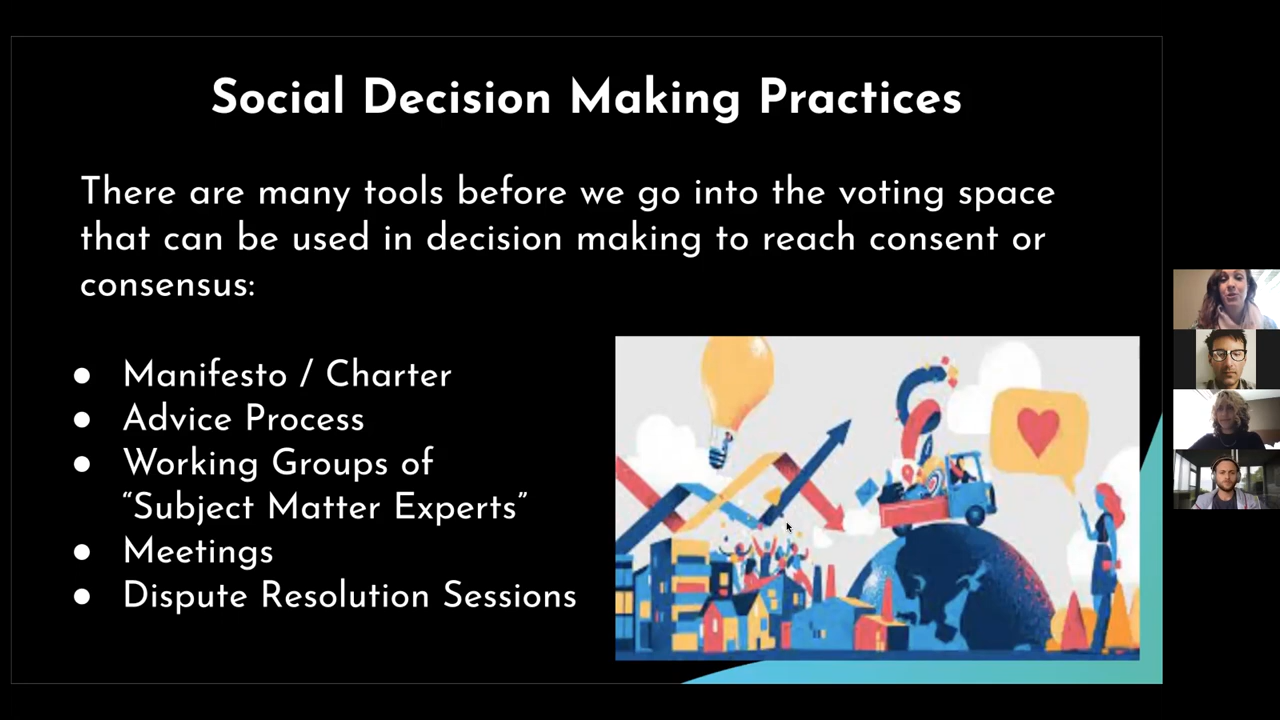 Social Decision Making Practices
There are many tools before we go into the voting space
that can be used in decision making to reach consent or
consensus:
● Manifesto / Charter
● Advice Process
● Working Groups of
“Subject Matter Experts”
● Meetings
● Dispute Resolution Sessions